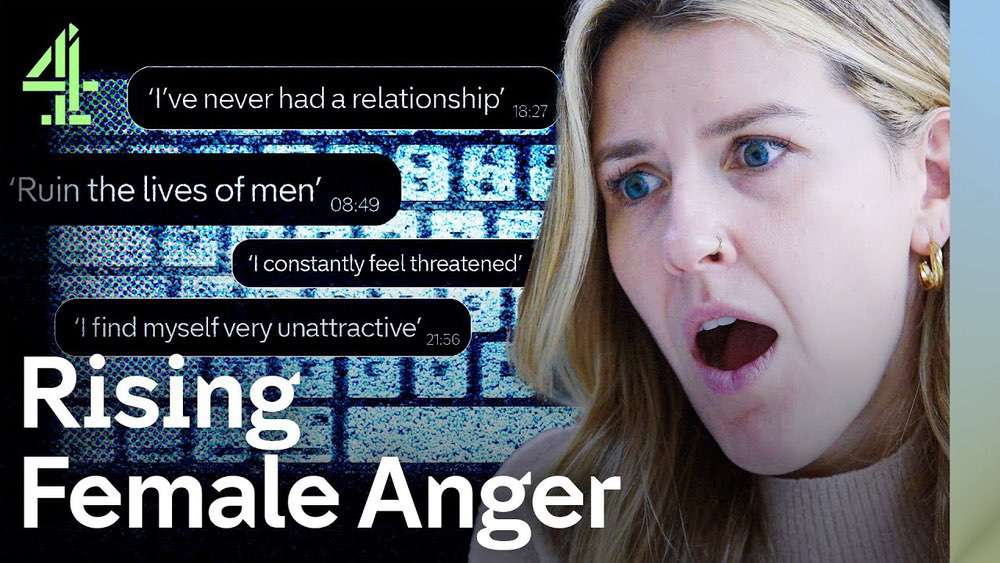 4
‘I’ve never had a relationship’ 18:27
‘Ruin the lives of men’ 08:49
‘I constantly feel threatened’
‘I find myself very unattractive’ 21:56
Rising
Female Anger